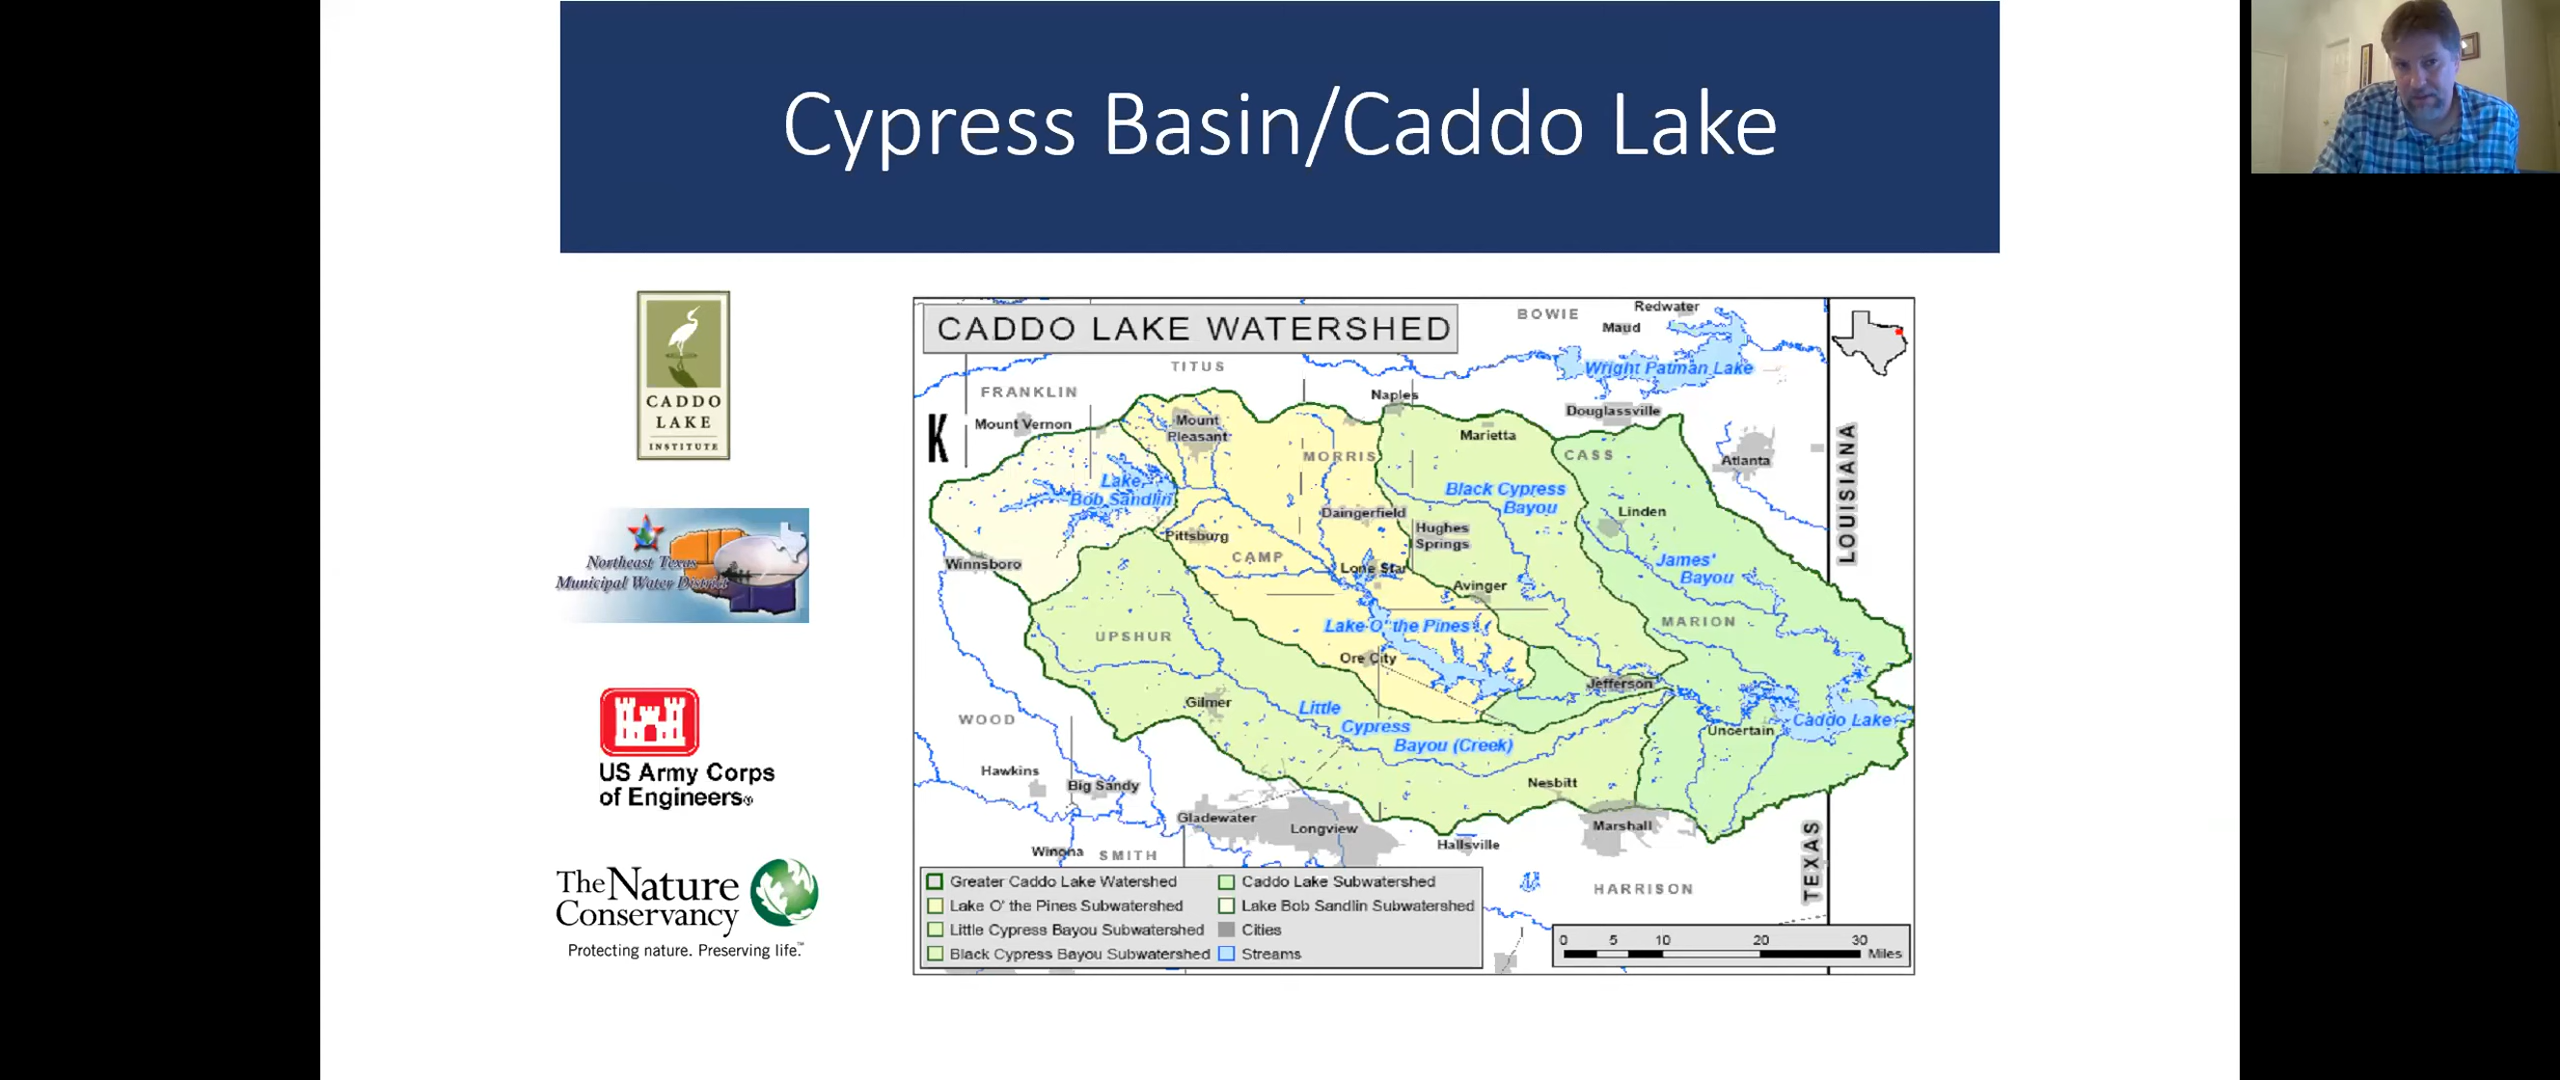 Cypress Basin/Caddo Lake
CADDO
LAKE
INSTITUTE
Northeast Texas
Municipal Water District
US Army Corps
of Engineers®
The Nature
Conservancy
Protecting nature. Preserving life.™
CADDO LAKE WATERSHED
BOWIE
Redwater
Maud
Wright Patman Lake
TITUS
FRANKLIN
Naples
Douglassville
Mount Vernon
Mount
Pleasant
Marietta
K
MORRIS
CASS
Atlanta
LOUISIANA
Lake
Bob Sandlin
Black Cypress
Bayou
Daingerfield
Linden
Hughes
Springs
Pittsburg
CAMP
Winnsboro
Lone Star
James'
Bayou
Avinger
Lake O' the Pines
MARION
UPSHUR
Ore City
Jefferson
Gilmer
Little
Cypress
Bayou (Creek)
WOOD
Caddo Lake
Uncertain
Hawkins
Big Sandy
Nesbitt
Gladewater
Longview
Marshall
Hallsville
Winona
SMITH
TEXAS
HARRISON
Greater Caddo Lake Watershed
Lake O' the Pines Subwatershed
Little Cypress Bayou Subwatershed
Black Cypress Bayou Subwatershed
Caddo Lake Subwatershed
Lake Bob Sandlin Subwatershed
Cities
Streams
0 5 10 20 30
Miles